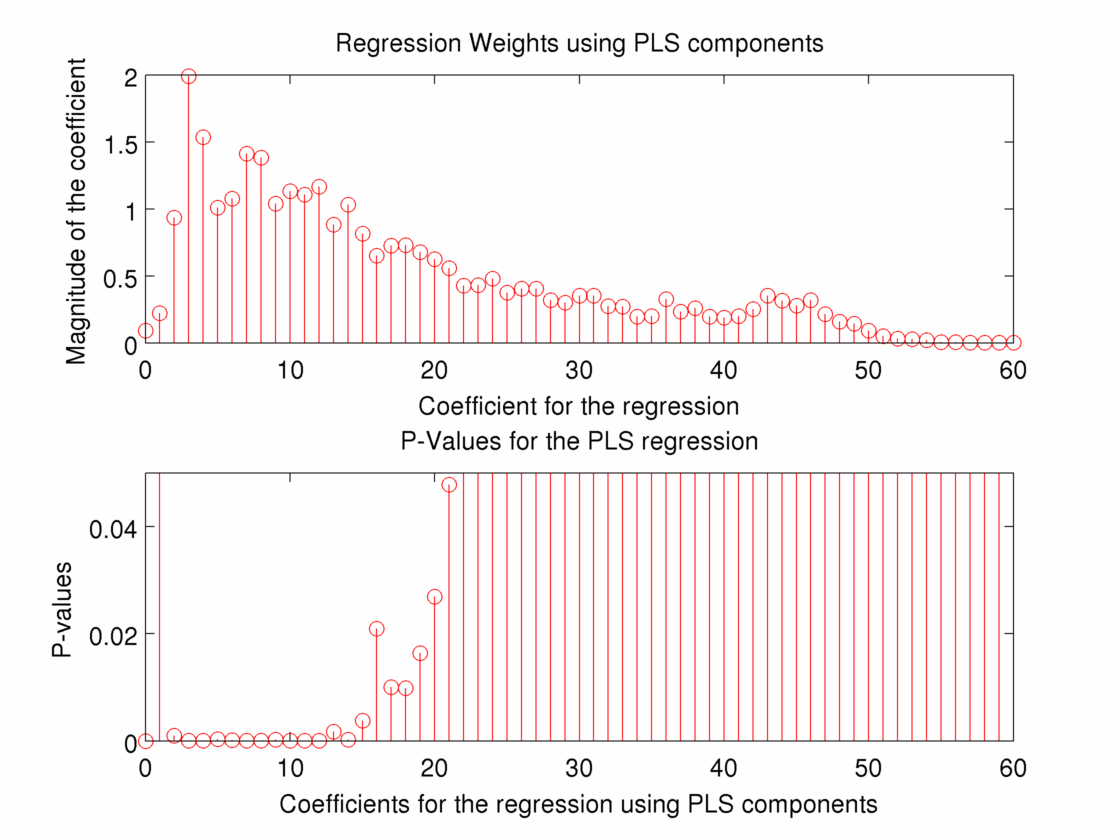 Regression Weights using PLS components
Magnitude of the coefficient
2
1.5
1
0.5
0
0 10 20 30 40 50 60
Coefficient for the regression
P-Values for the PLS regression
P-values
0.04
0.02
0
0 10 20 30 40 50 60
Coefficients for the regression using PLS components